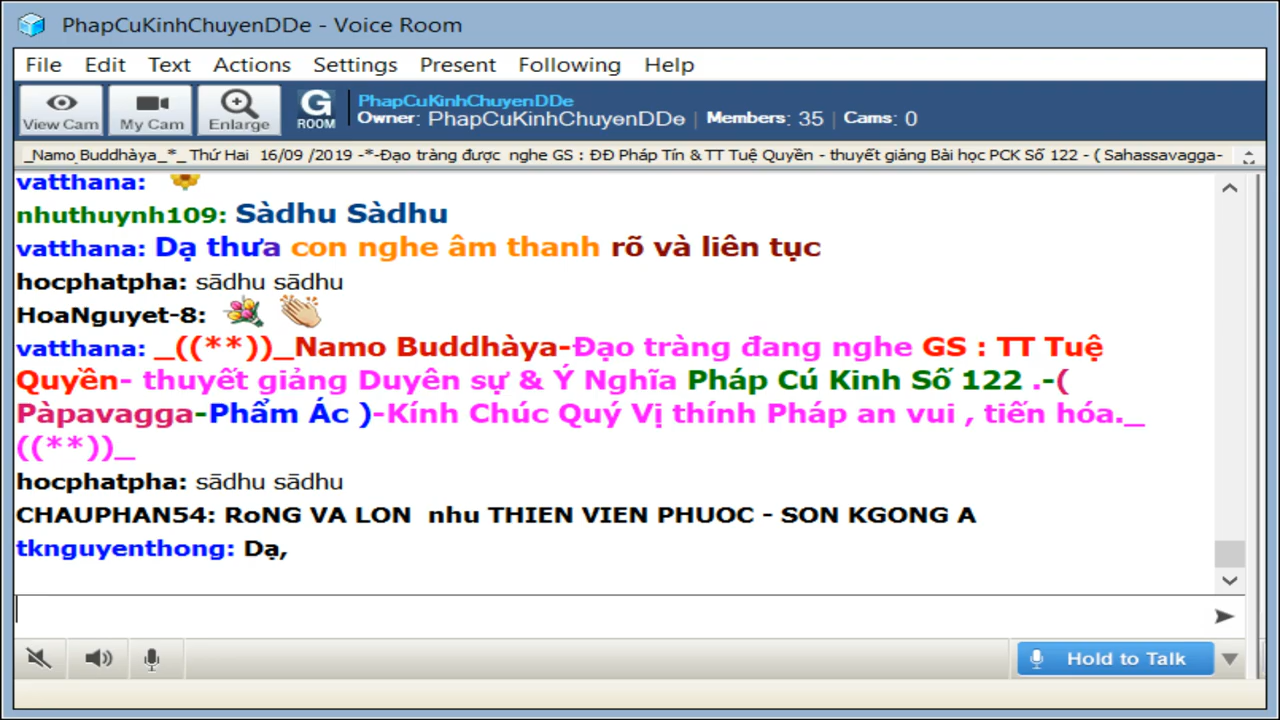 PhapCuKinhChuyenDDe - Voice Room
File Edit Text Actions Settings Present Following Help
View Cam My Cam Enlarge G ROOM
PhapCuKinhChuyenDDe
Owner: PhapCuKinhChuyenDDe | Members: 35 | Cams: 0
_Namo Buddhàya_*_ Thứ Hai 16/09 /2019 -*-Đạo tràng được nghe GS : ĐĐ Pháp Tín & TT Tuệ Quyền - thuyết giảng Bài học PCK Số 122 - ( Sahassavagga-
vatthana:
nhuthuynh109: Sàdhu Sàdhu
vatthana: Dạ thưa con nghe âm thanh rõ và liên tục
hocphatpha: sādhu sādhu
HoaNguyet-8:
vatthana: _((**))_Namo Buddhàya-Đạo tràng đang nghe GS : TT Tuệ
Quyền- thuyết giảng Duyên sự & Ý Nghĩa Pháp Cú Kinh Số 122 .-(
Pàpavagga-Phẩm Ác )-Kính Chúc Quý Vị thính Pháp an vui , tiến hóa._
((**))_
hocphatpha: sādhu sādhu
CHAUPHAN54: RoNG VA LON nhu THIEN VIEN PHUOC - SON KGONG A
tknguyenthong: Dạ,
Hold to Talk